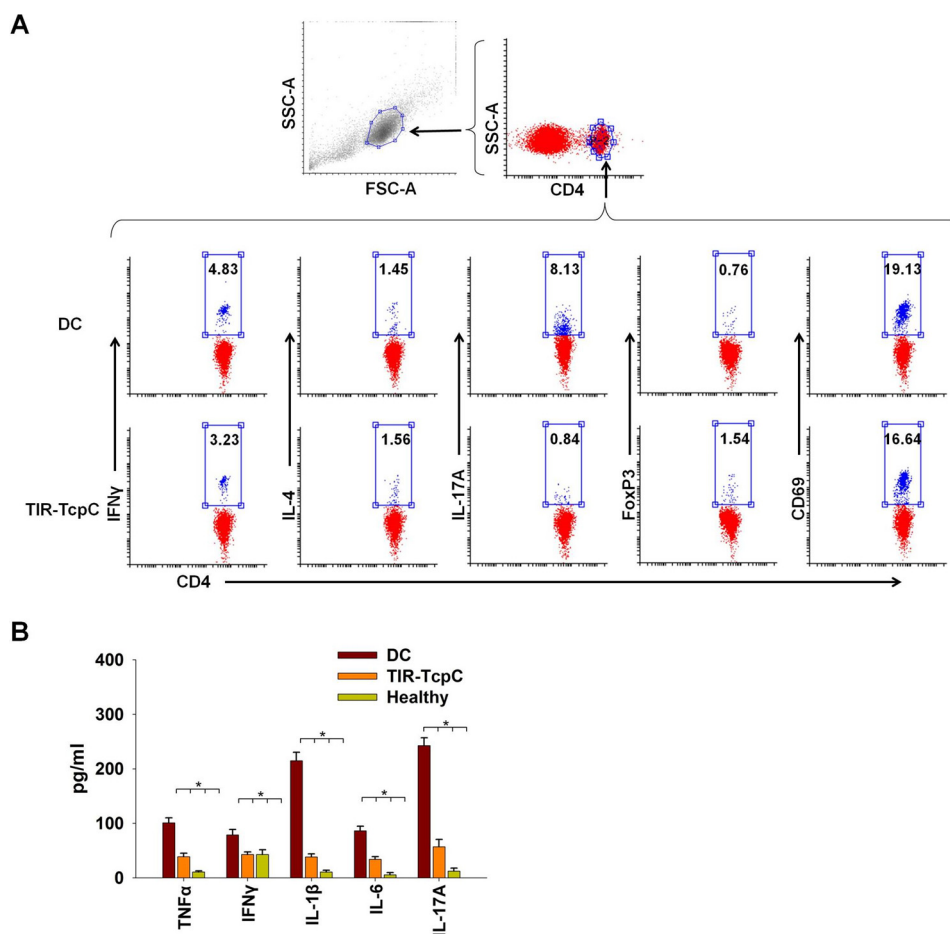 A
SSC-A
FSC-A
SSC-A
CD4
DC
4.83
1.45
8.13
0.76
19.13
TIR-TcpC
3.23
1.56
0.84
1.54
16.64
IFNγ
IL-4
IL-17A
FoxP3
CD69
CD4
B
DC
TIR-TcpC
Healthy
pg/ml
400
300
200
100
0
*
*
*
*
*
TNFα
IFNγ
IL-1β
IL-6
IL-17A